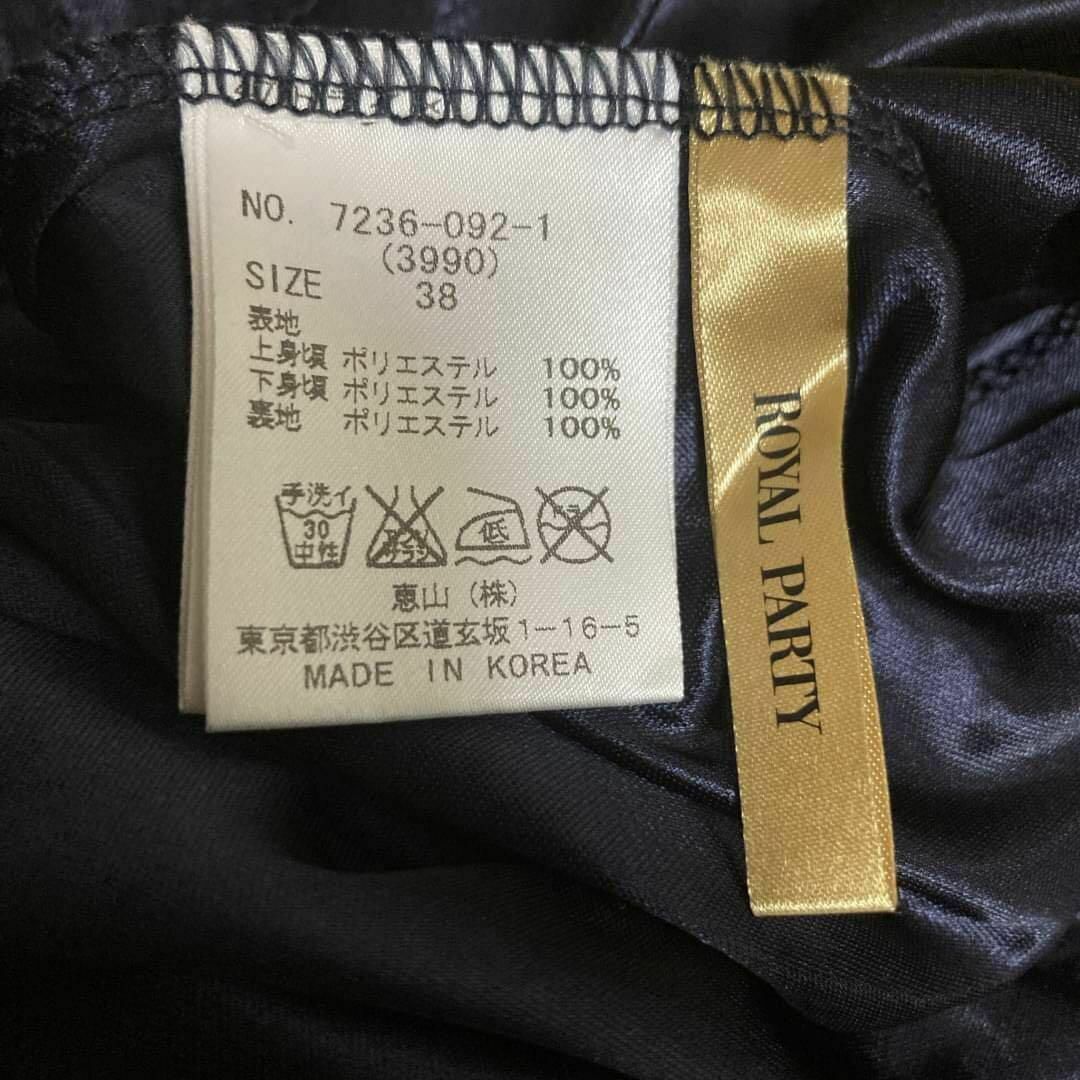 NO. 7236-092-1
(3990)
SIZE 38
表地
上身頃 ポリエステル 100%
下身頃 ポリエステル 100%
表地 ポリエステル 100%
手洗イ
30
中性
低
恵山(株)
東京都渋谷区道玄坂1-16-5
MADE IN KOREA
ROYAL PARTY